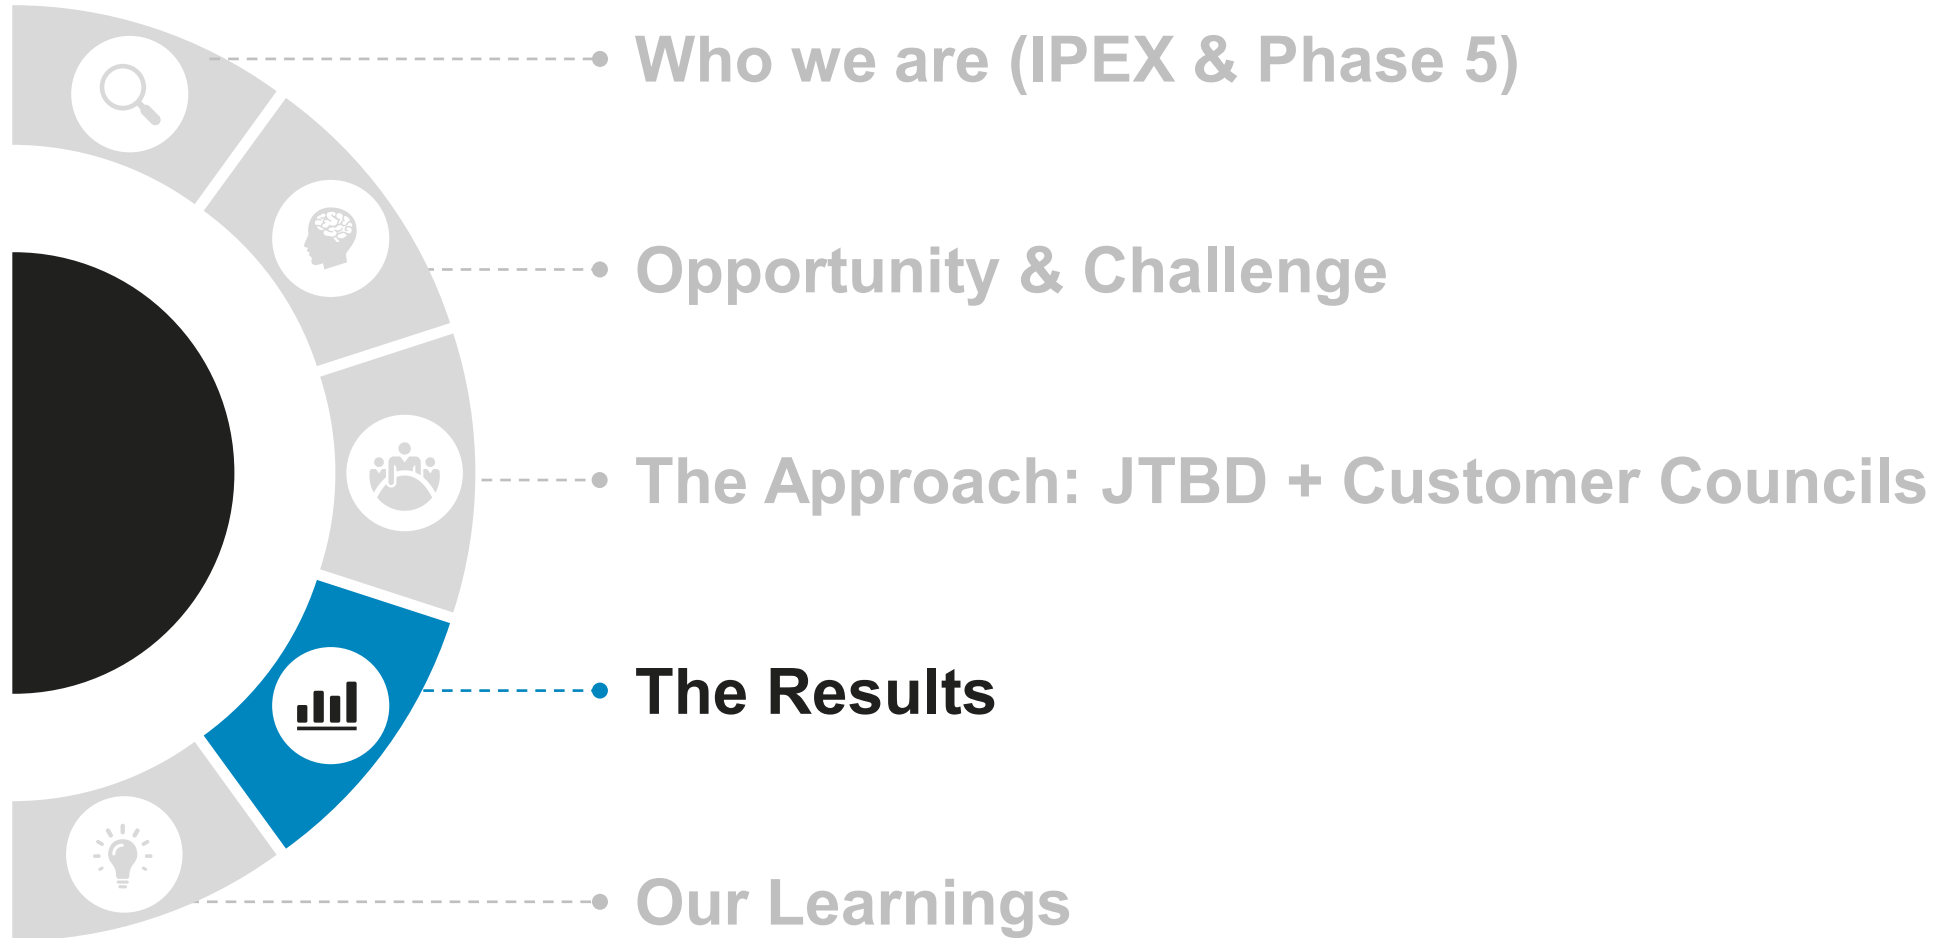 Who we are (IPEX & Phase 5)
Opportunity & Challenge
The Approach: JTBD + Customer Councils
The Results
Our Learnings